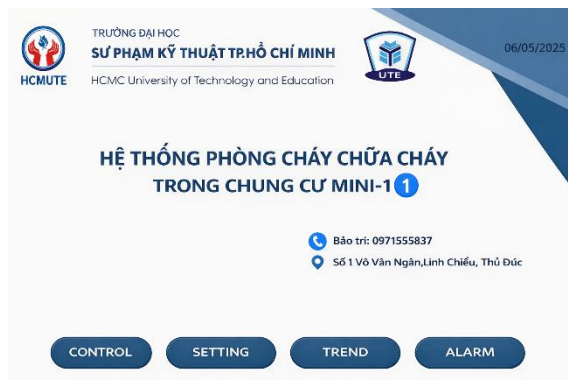 TRƯỜNG ĐẠI HỌC
SƯ PHẠM KỸ THUẬT TP.HỒ CHÍ MINH
HCMUTE
HCMC University of Technology and Education
UTE
06/05/2025
HỆ THỐNG PHÒNG CHÁY CHỮA CHÁY
TRONG CHUNG CƯ MINI-1 1
Bảo trì: 0971555837
Số 1 Võ Văn Ngân,Linh Chiểu, Thủ Đức
CONTROL
SETTING
TREND
ALARM